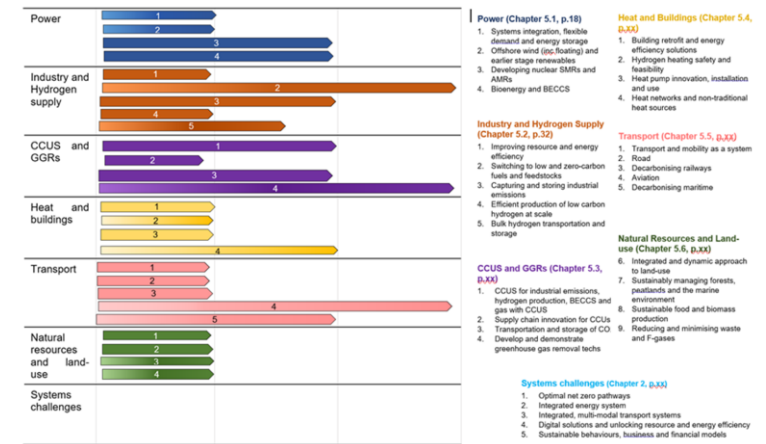 Power
1
2
3
4
Industry and
Hydrogen
supply
1
2
3
4
5
CCUS and
GGRs
1
2
3
4
Heat and
buildings
1
2
3
4
Transport
1
2
3
4
5
Natural
resources
and land-
use
1
2
3
4
Systems
challenges
Power (Chapter 5.1, p.18)
1. Systems integration, flexible
demand and energy storage
2. Offshore wind (inc.floating) and
earlier stage renewables
3. Developing nuclear SMRs and
AMRs
4. Bioenergy and BECCS
Industry and Hydrogen Supply
(Chapter 5.2, p.32)
1. Improving resource and energy
efficiency
2. Switching to low and zero-carbon
fuels and feedstocks
3. Capturing and storing industrial
emissions
4. Efficient production of low carbon
hydrogen at scale
5. Bulk hydrogen transportation and
storage
CCUS and GGRs (Chapter 5.3,
p.xx)
1. CCUS for industrial emissions,
hydrogen production, BECCS and
gas with CCUS
2. Supply chain innovation for CCUs
3. Transportation and storage of CO
4. Develop and demonstrate
greenhouse gas removal techs
Heat and Buildings (Chapter 5.4,
p.xx)
1. Building retrofit and energy
efficiency solutions
2. Hydrogen heating safety and
feasibility
3. Heat pump innovation, installation
and use
4. Heat networks and non-traditional
heat sources
Transport (Chapter 5.5, p.xx)
1. Transport and mobility as a system
2. Road
3. Decarbonising railways
4. Aviation
5. Decarbonising maritime
Natural Resources and Land-
use (Chapter 5.6, p.xx)
6. Integrated and dynamic approach
to land-use
7. Sustainably managing forests,
peatlands and the marine
environment
8. Sustainable food and biomass
production
9. Reducing and minimising waste
and F-gases
Systems challenges (Chapter 2, p.xx)
1. Optimal net zero pathways
2. Integrated energy system
3. Integrated, multi-modal transport systems
4. Digital solutions and unlocking resource and energy efficiency
5. Sustainable behaviours, business and financial models